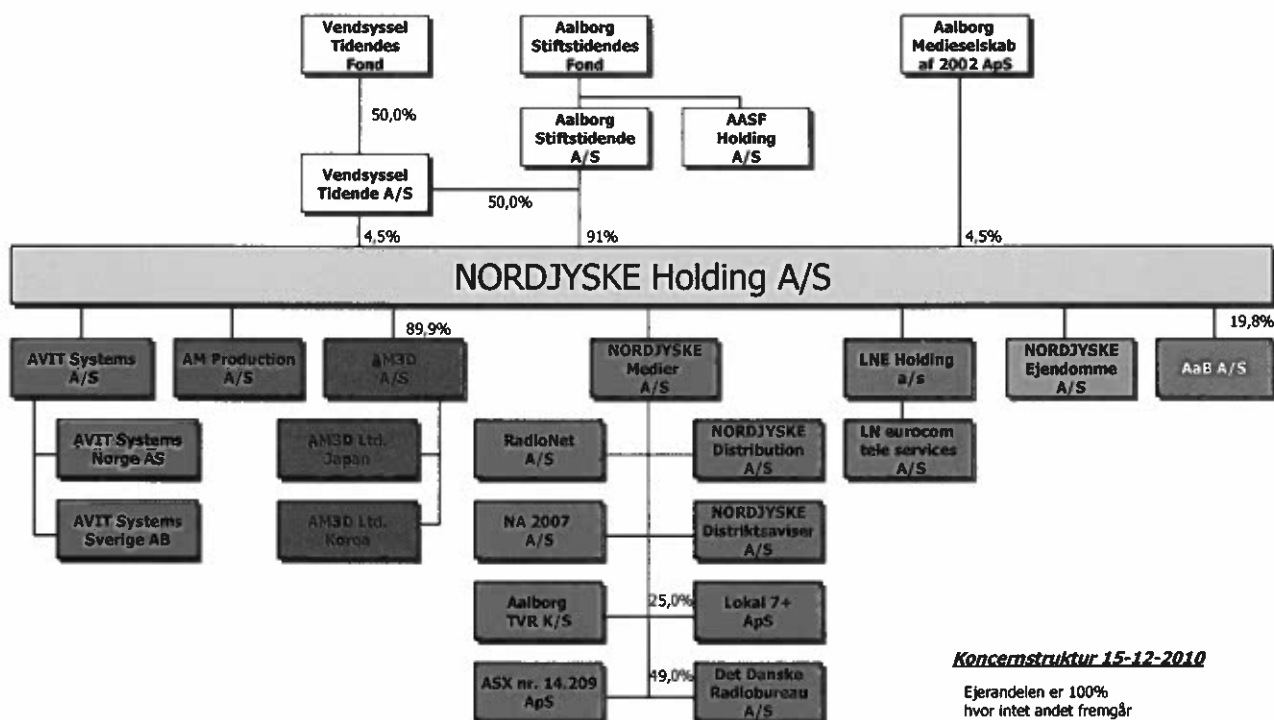 Vendsyssel
Tidendes
Fond
Aalborg
Stiftstidendes
Fond
Aalborg
Medieselskab
af 2002 ApS
50,0%
Aalborg
Stiftstidende
A/S
AASF
Holding
A/S
Vendsyssel
Tidende A/S
50,0%
4,5%
91%
4,5%
NORDJYSKE Holding A/S
89,9%
19,8%
AVIT Systems
A/S
AM Production
A/S
AM3D
A/S
NORDJYSKE
Medier
A/S
LNE Holding
a/s
NORDJYSKE
Ejendomme
A/S
AaB A/S
AVIT Systems
Norge AS
AM3D Ltd.
Japan
RadioNet
A/S
NORDJYSKE
Distribution
A/S
LN eurocom
tele services
A/S
AVIT Systems
Sverige AB
AM3D Ltd.
Korea
NA 2007
A/S
NORDJYSKE
Distriktsaviser
A/S
Aalborg
TVR K/S
25,0%
Lokal 7+
ApS
ASX nr. 14.209
ApS
49,0%
Det Danske
Radiobureau
A/S
Koncernstruktur 15-12-2010
Ejerandelen er 100%
hvor intet andet fremgår